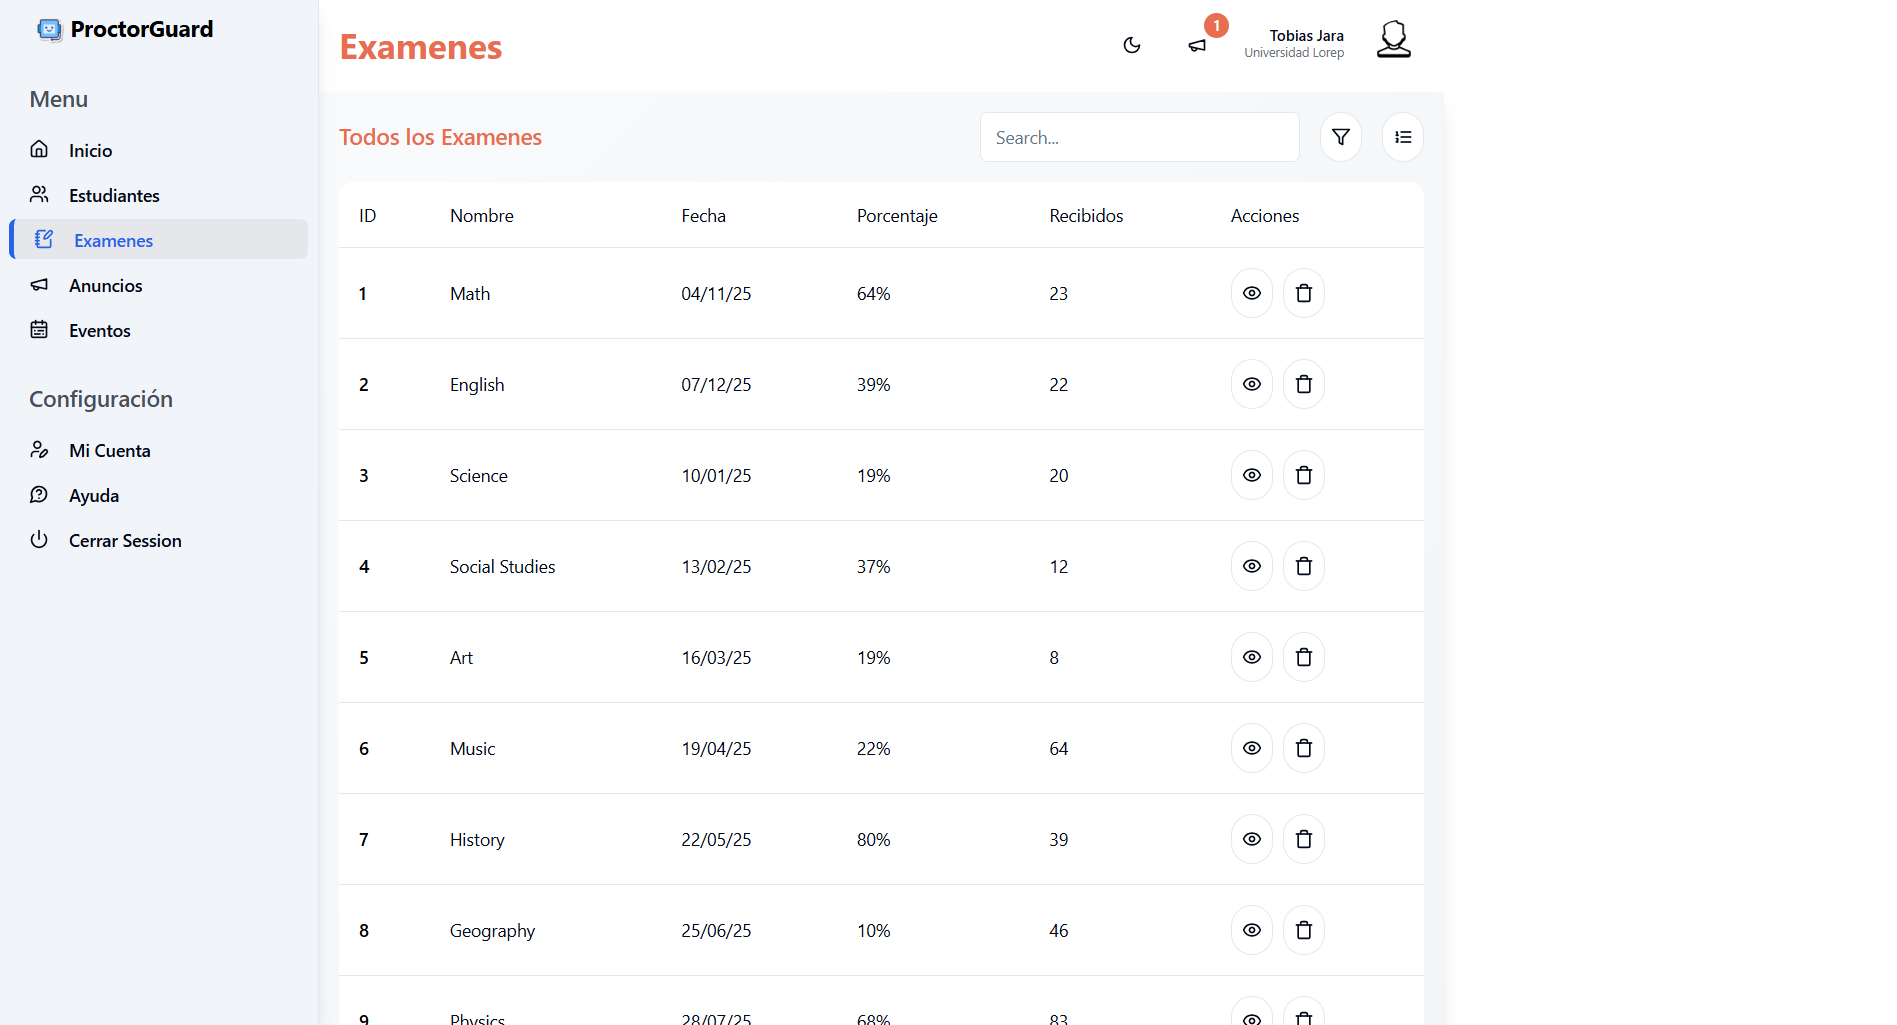 ProctorGuard
Menu
Inicio
Estudiantes
Examenes
Anuncios
Eventos
Configuración
Mi Cuenta
Ayuda
Cerrar Session
Examenes
1
Tobias Jara
Universidad Lorep
Todos los Examenes
Search...
ID Nombre Fecha Porcentaje Recibidos Acciones
1 Math 04/11/25 64% 23
2 English 07/12/25 39% 22
3 Science 10/01/25 19% 20
4 Social Studies 13/02/25 37% 12
5 Art 16/03/25 19% 8
6 Music 19/04/25 22% 64
7 History 22/05/25 80% 39
8 Geography 25/06/25 10% 46
9 Physics 28/07/25 68% 83